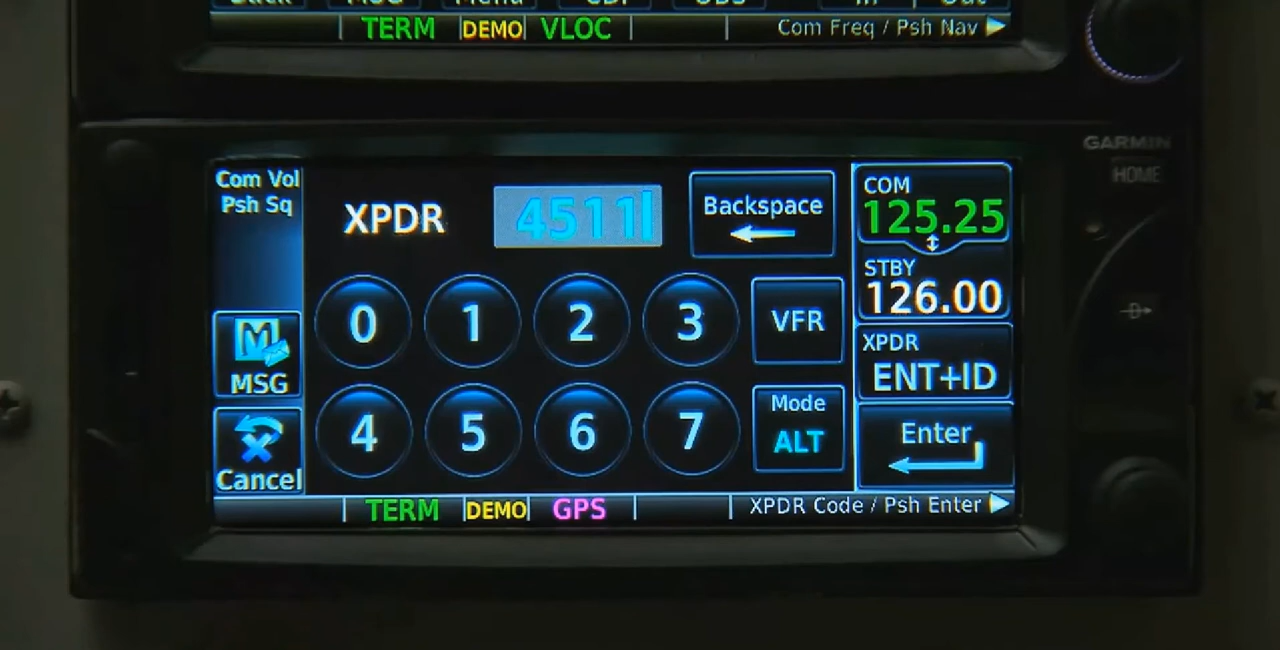 TERM DEMO VLOC Com Freq / Psh Nav
GARMIN
HOME
Com Vol
Psh Sq
XPDR 4511
Backspace
COM
125.25
STBY
126.00
0 1 2 3 VFR
XPDR
ENT+ID
MSG
4 5 6 7
Mode
ALT
Enter
Cancel
TERM DEMO GPS XPDR Code / Psh Enter